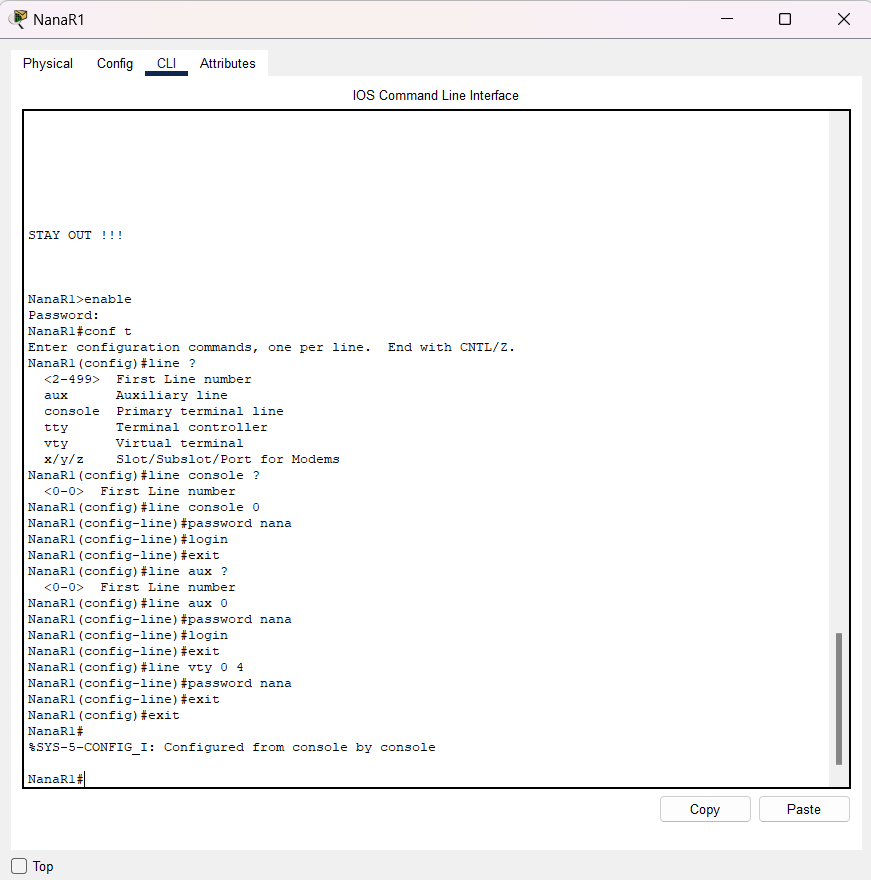 NanaR1
Physical Config CLI Attributes
IOS Command Line Interface
STAY OUT !!!
NanaR1>enable
Password:
NanaR1#conf t
Enter configuration commands, one per line.  End with CNTL/Z.
NanaR1(config)#line ?
  <2-499>  First Line number
  aux      Auxiliary line
  console  Primary terminal line
  tty      Terminal controller
  vty      Virtual terminal
  x/y/z    Slot/Subslot/Port for Modems
NanaR1(config)#line console ?
  <0-0>  First Line number
NanaR1(config)#line console 0
NanaR1(config-line)#password nana
NanaR1(config-line)#login
NanaR1(config-line)#exit
NanaR1(config)#line aux ?
  <0-0>  First Line number
NanaR1(config)#line aux 0
NanaR1(config-line)#password nana
NanaR1(config-line)#login
NanaR1(config-line)#exit
NanaR1(config)#line vty 0 4
NanaR1(config-line)#password nana
NanaR1(config-line)#exit
NanaR1(config)#exit
NanaR1#
%SYS-5-CONFIG_I: Configured from console by console
NanaR1#
Copy Paste
Top